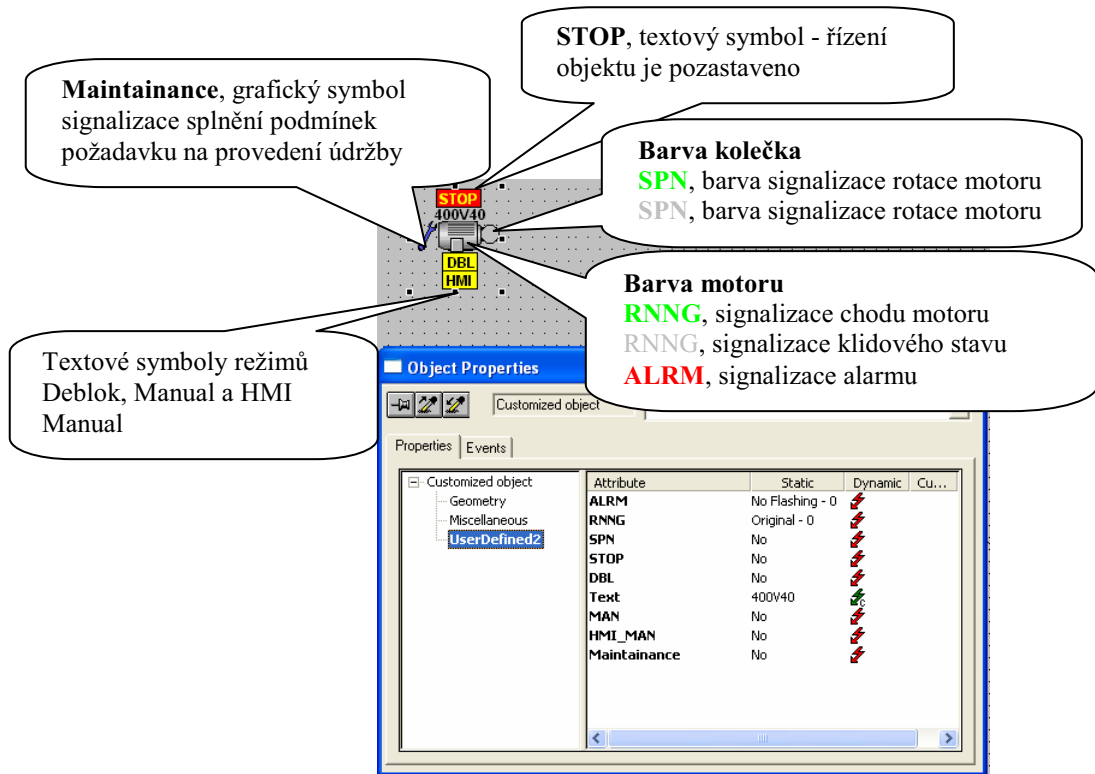 STOP, textový symbol - řízení
objektu je pozastaveno
Maintainance, grafický symbol
signalizace splnění podmínek
požadavku na provedení údržby
Barva kolečka
SPN, barva signalizace rotace motoru
SPN, barva signalizace rotace motoru
STOP
400V40
DBL
HMI
Barva motoru
RNNG, signalizace chodu motoru
RNNG, signalizace klidového stavu
ALRM, signalizace alarmu
Textové symboly režimů
Deblok, Manual a HMI
Manual
Object Properties
Customized object
Properties Events
Customized object
Geometry
Miscellaneous
UserDefined2
Attribute Static Dynamic Cu...
ALRM No Flashing - 0
RNNG Original - 0
SPN No
STOP No
DBL No
Text 400V40
MAN No
HMI_MAN No
Maintainance No